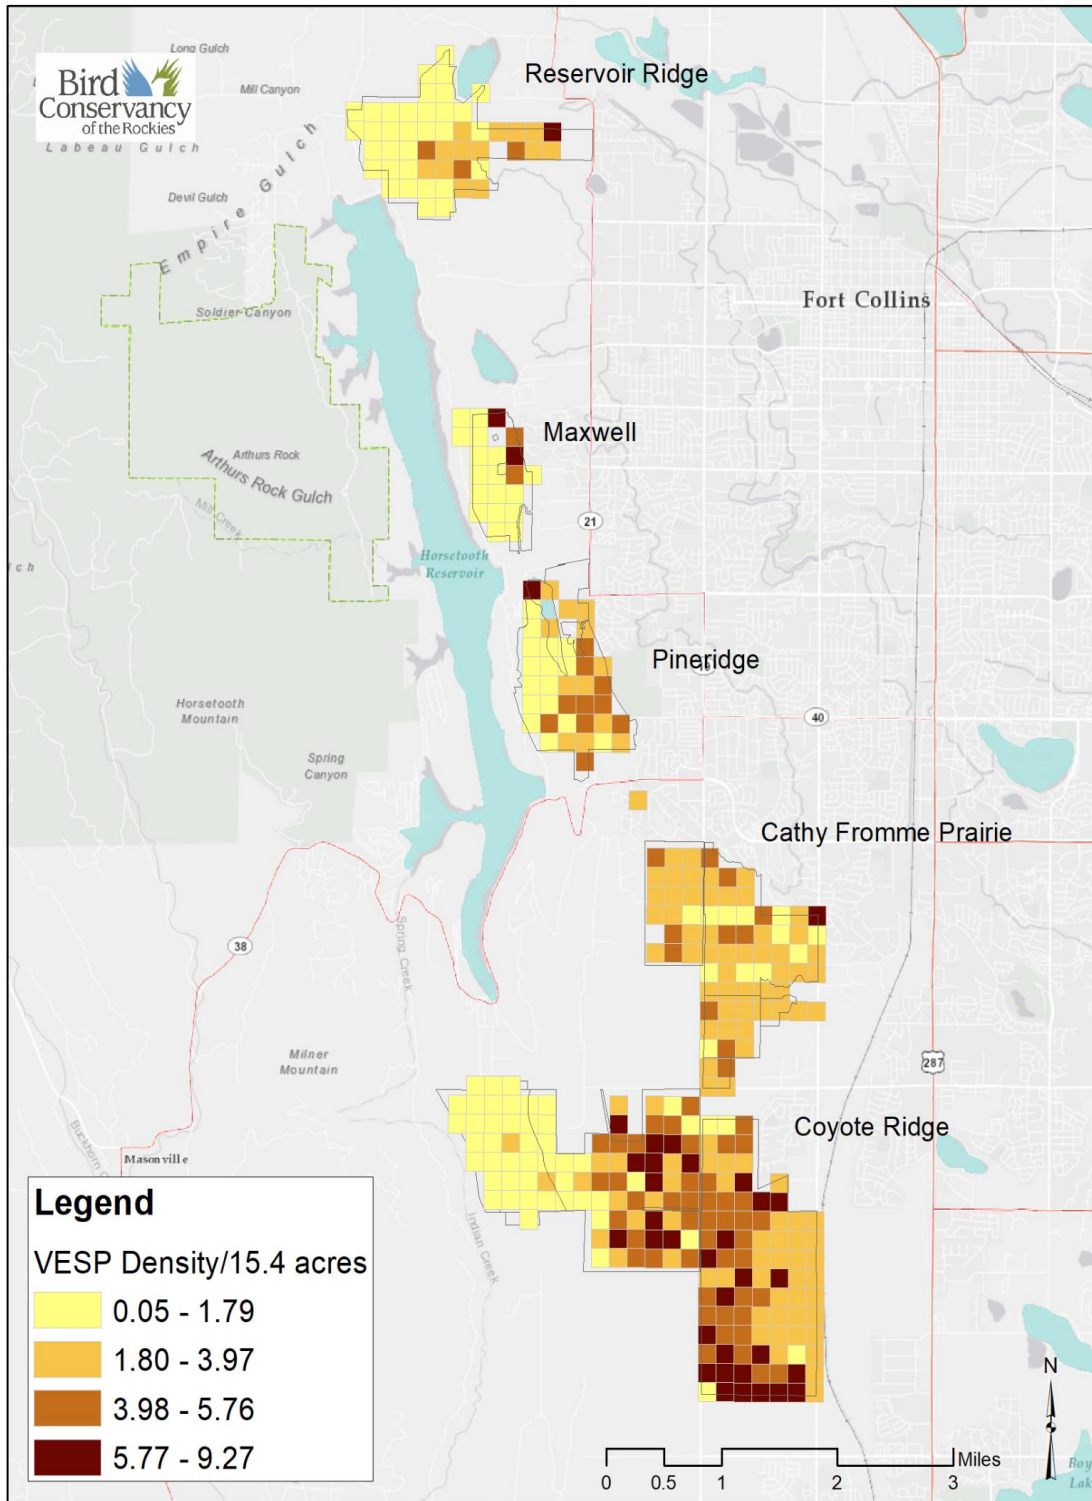 Long Gulch
Reservoir Ridge
Mill Canyon
Bird
Conservancy
of the Rockies
Labeau Gulch
Devil Gulch
Empire Gulch
Soldier Canyon
Fort Collins
Maxwell
Arthurs Rock
Arthurs Rock Gulch
Mill Creek
21
Horsetooth
Reservoir
Pineridge
Horsetooth
Mountain
40
Spring
Canyon
Cathy Fromme Prairie
38
Spring Creek
Milner
Mountain
287
Coyote Ridge
Masonville
Indian Creek
Legend
VESP Density/15.4 acres
0.05 - 1.79
1.80 - 3.97
3.98 - 5.76
5.77 - 9.27
N
Miles
0 0.5 1 2 3